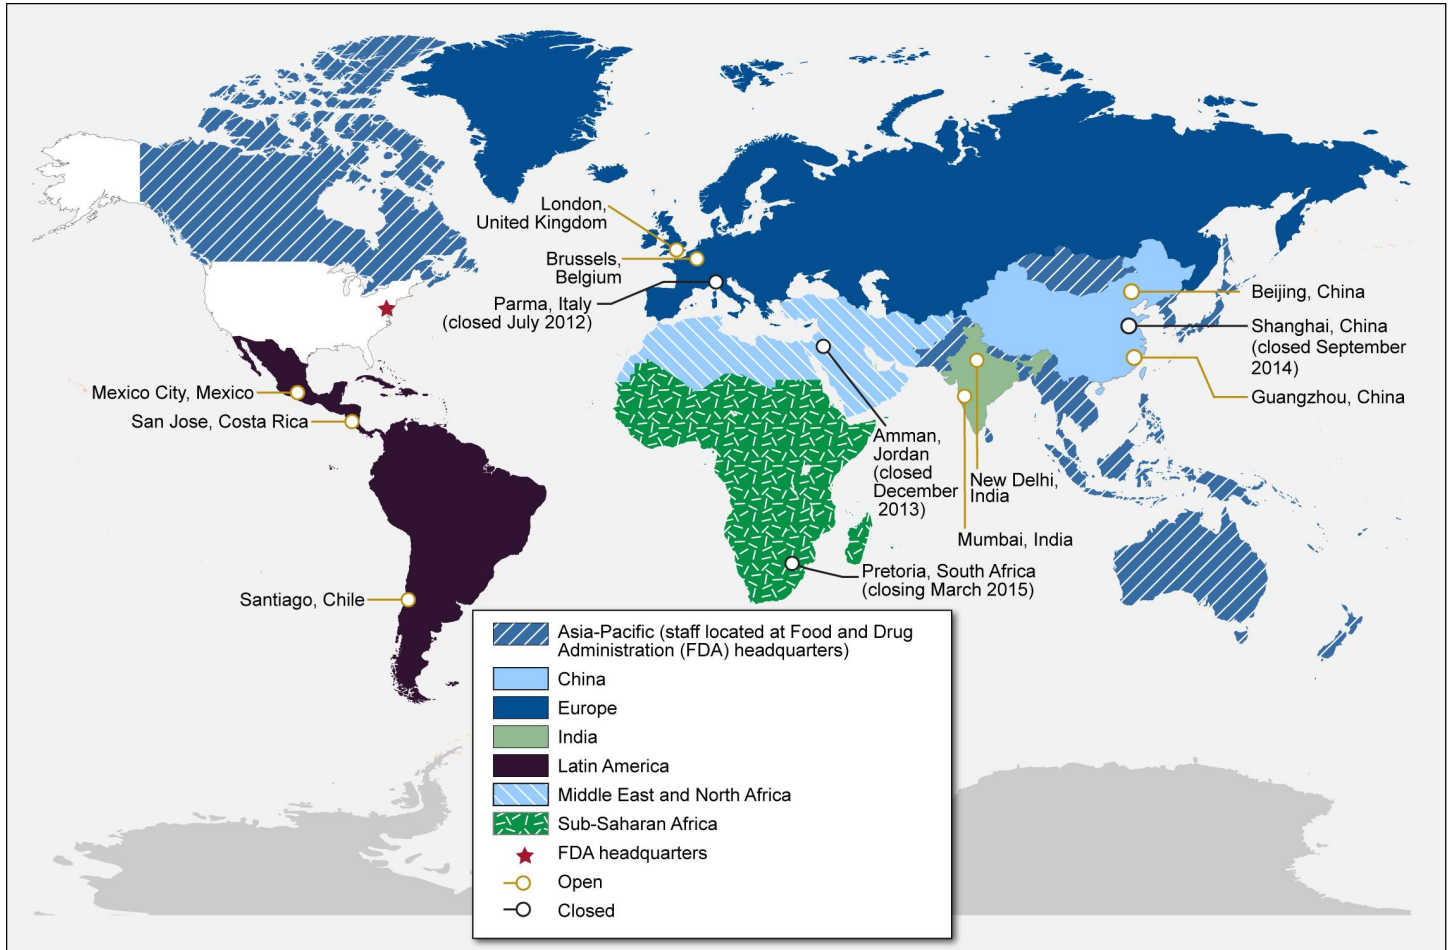 London,
United Kingdom
Brussels,
Belgium
Parma, Italy
(closed July 2012)
Beijing, China
Shanghai, China
(closed September
2014)
Guangzhou, China
Mexico City, Mexico
San Jose, Costa Rica
Amman,
Jordan
(closed
December
2013)
New Delhi,
India
Mumbai, India
Pretoria, South Africa
(closing March 2015)
Santiago, Chile
Asia-Pacific (staff located at Food and Drug
Administration (FDA) headquarters)
China
Europe
India
Latin America
Middle East and North Africa
Sub-Saharan Africa
FDA headquarters
Open
Closed